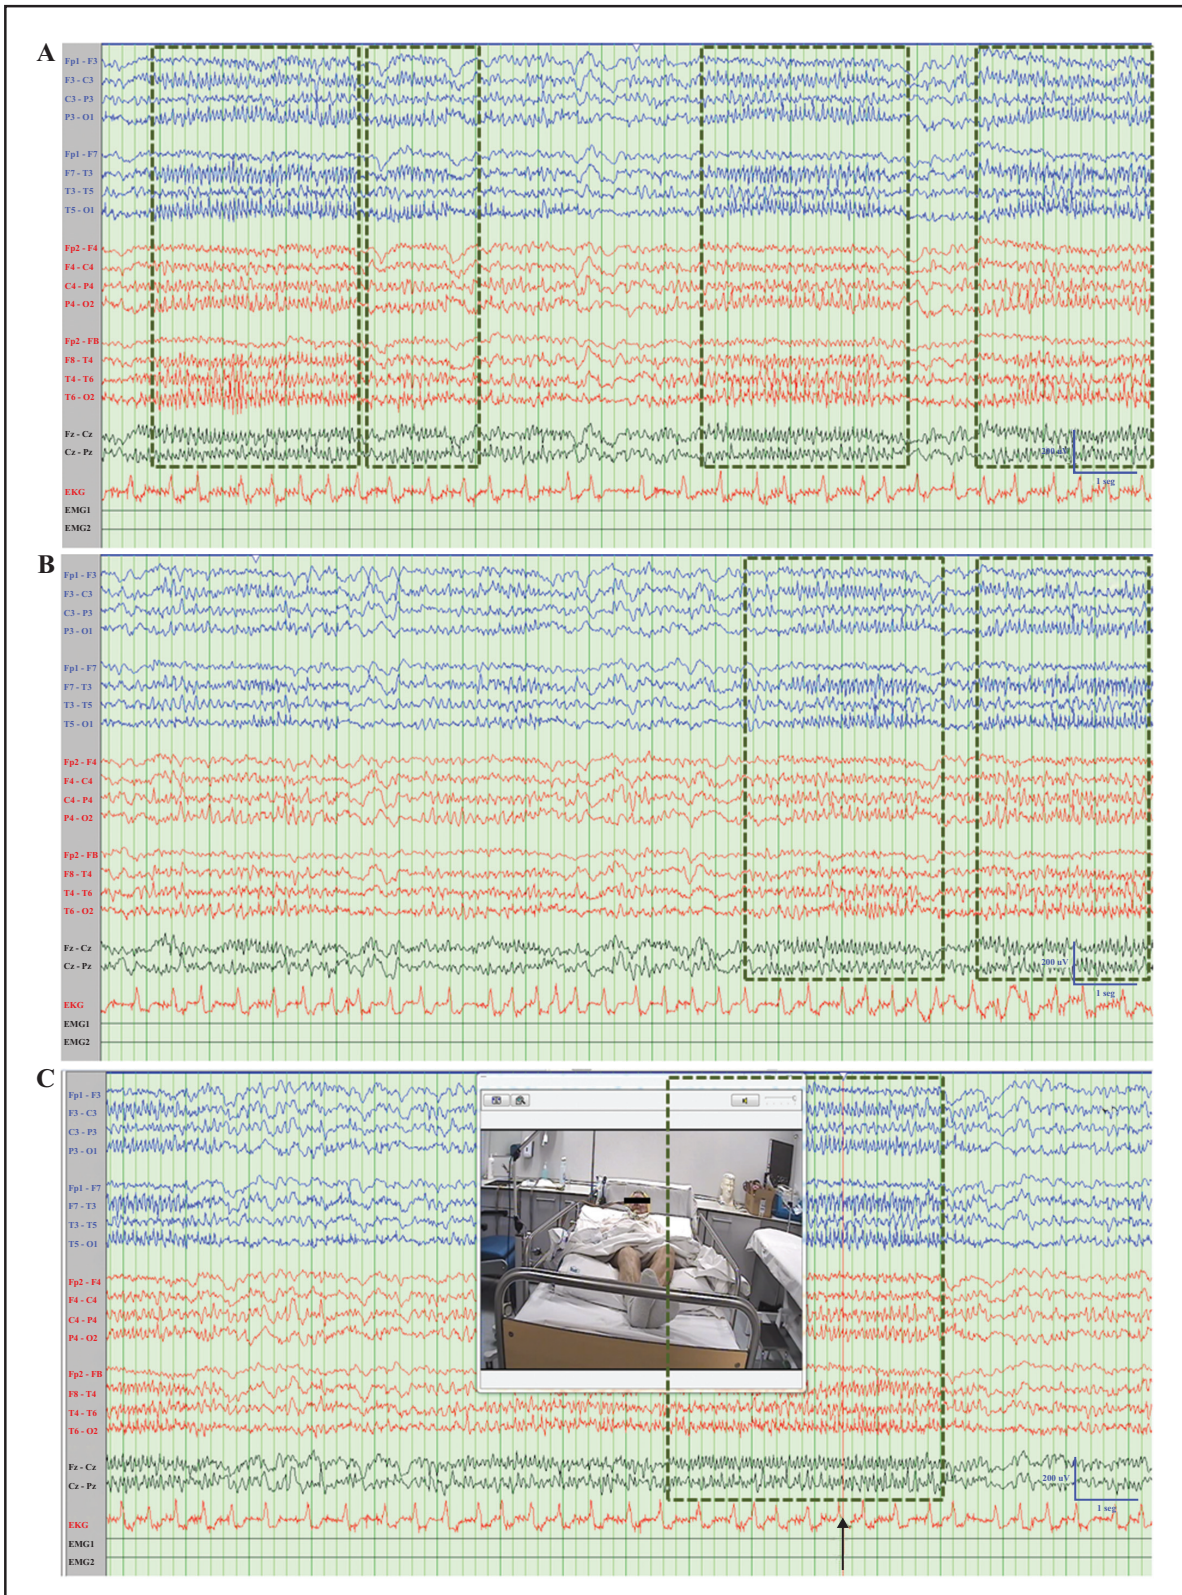 A
Fp1 - F3
F3 - C3
C3 - P3
P3 - O1
Fp1 - F7
F7 - T3
T3 - T5
T5 - O1
Fp2 - F4
F4 - C4
C4 - P4
P4 - O2
Fp2 - FB
F8 - T4
T4 - T6
T6 - O2
Fz - Cz
Cz - Pz
200 uV
1 seg
EKG
EMG1
EMG2
B
Fp1 - F3
F3 - C3
C3 - P3
P3 - O1
Fp1 - F7
F7 - T3
T3 - T5
T5 - O1
Fp2 - F4
F4 - C4
C4 - P4
P4 - O2
Fp2 - FB
F8 - T4
T4 - T6
T6 - O2
Fz - Cz
Cz - Pz
200 uV
1 seg
EKG
EMG1
EMG2
C
Fp1 - F3
F3 - C3
C3 - P3
P3 - O1
Fp1 - F7
F7 - T3
T3 - T5
T5 - O1
Fp2 - F4
F4 - C4
C4 - P4
P4 - O2
Fp2 - FB
F8 - T4
T4 - T6
T6 - O2
Fz - Cz
Cz - Pz
200 uV
1 seg
EKG
EMG1
EMG2